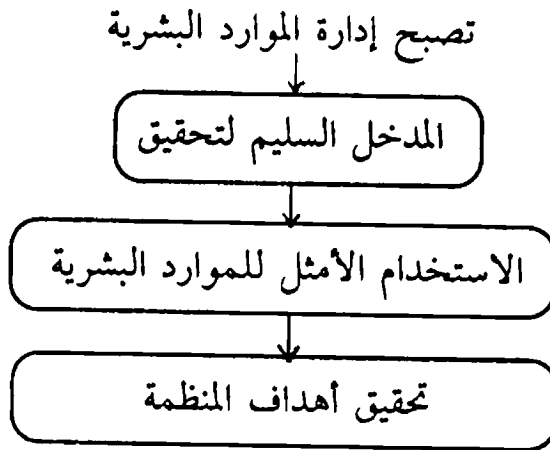 تصبح إدارة الموارد البشرية
المدخل السليم لتحقيق
الاستخدام الأمثل للموارد البشرية
تحقيق أهداف المنظمة